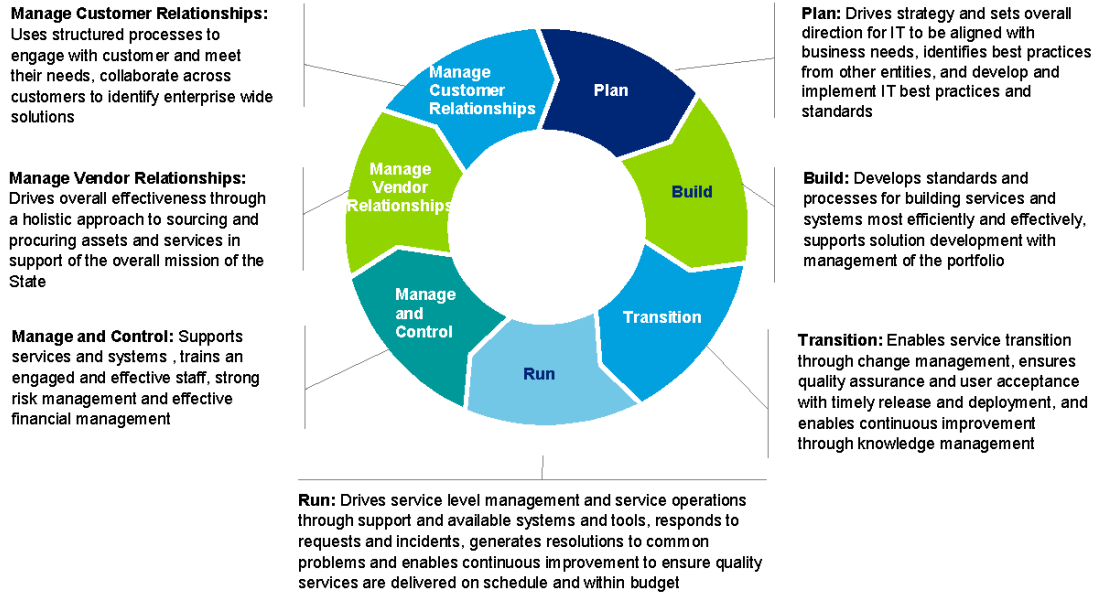 Manage Customer Relationships:
Uses structured processes to
engage with customer and meet
their needs, collaborate across
customers to identify enterprise wide
solutions
Manage Vendor Relationships:
Drives overall effectiveness through
a holistic approach to sourcing and
procuring assets and services in
support of the overall mission of the
State
Manage and Control: Supports
services and systems , trains an
engaged and effective staff, strong
risk management and effective
financial management
Manage
Customer
Relationships
Plan
Manage
Vendor
Relationships
Build
Manage
and
Control
Transition
Run
Plan: Drives strategy and sets overall
direction for IT to be aligned with
business needs, identifies best practices
from other entities, and develop and
implement IT best practices and
standards
Build: Develops standards and
processes for building services and
systems most efficiently and effectively,
supports solution development with
management of the portfolio
Transition: Enables service transition
through change management, ensures
quality assurance and user acceptance
with timely release and deployment, and
enables continuous improvement
through knowledge management
Run: Drives service level management and service operations
through support and available systems and tools, responds to
requests and incidents, generates resolutions to common
problems and enables continuous improvement to ensure quality
services are delivered on schedule and within budget